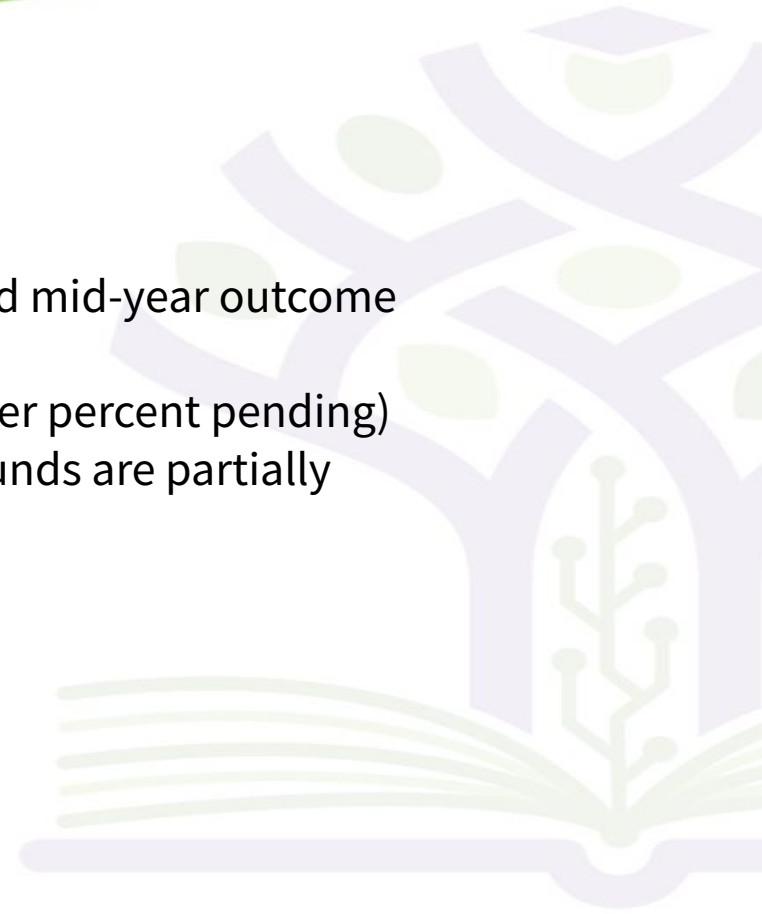 d mid-year outcome
er percent pending)
unds are partially